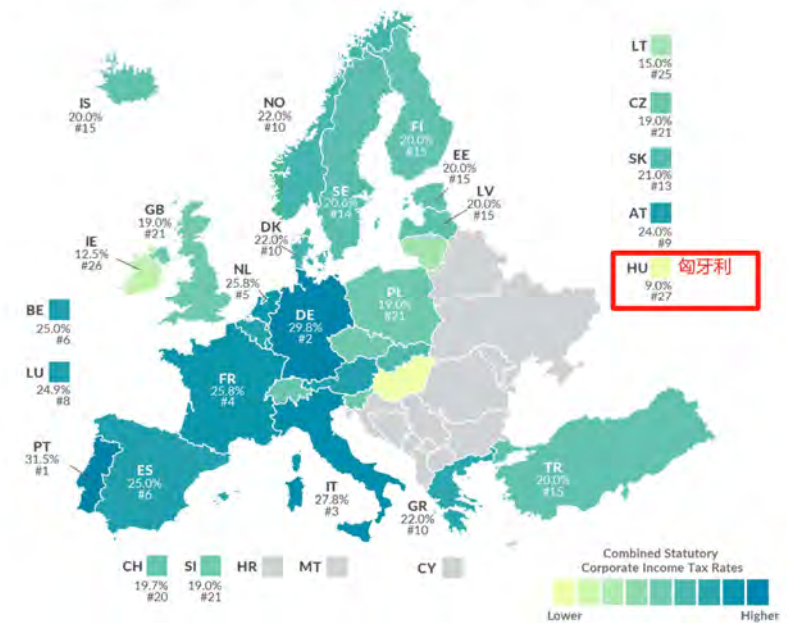 IS
20.0%
#15
NO
22.0%
#10
FI
20.0%
#15
SE
20.6%
#14
EE
20.0%
#15
LV
20.0%
#15
GB
19.0%
#21
IE
12.5%
#26
DK
22.0%
#10
NL
25.8%
#5
BE
25.0%
#6
LU
24.9%
#8
DE
29.8%
#2
PL
19.0%
#21
FR
25.8%
#4
PT
31.5%
#1
ES
25.0%
#6
IT
27.8%
#3
GR
22.0%
#10
TR
20.0%
#15
LT
15.0%
#25
CZ
19.0%
#21
SK
21.0%
#13
AT
24.0%
#9
HU 匈牙利
9.0%
#27
CH
19.7%
#20
SI
19.0%
#21
HR
MT
CY
Combined Statutory
Corporate Income Tax Rates
Lower
Higher